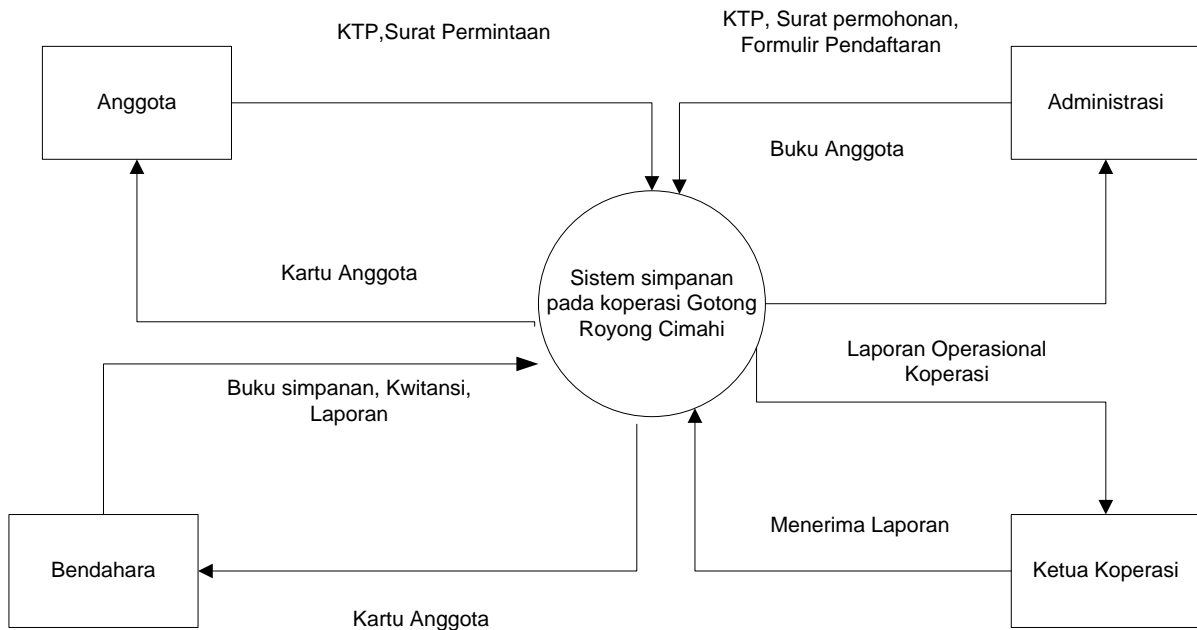 KTP,Surat Permintaan
KTP, Surat permohonan,
Formulir Pendaftaran
Anggota
Administrasi
Buku Anggota
Kartu Anggota
Sistem simpanan
pada koperasi Gotong
Royong Cimahi
Laporan Operasional
Koperasi
Buku simpanan, Kwitansi,
Laporan
Menerima Laporan
Bendahara
Ketua Koperasi
Kartu Anggota